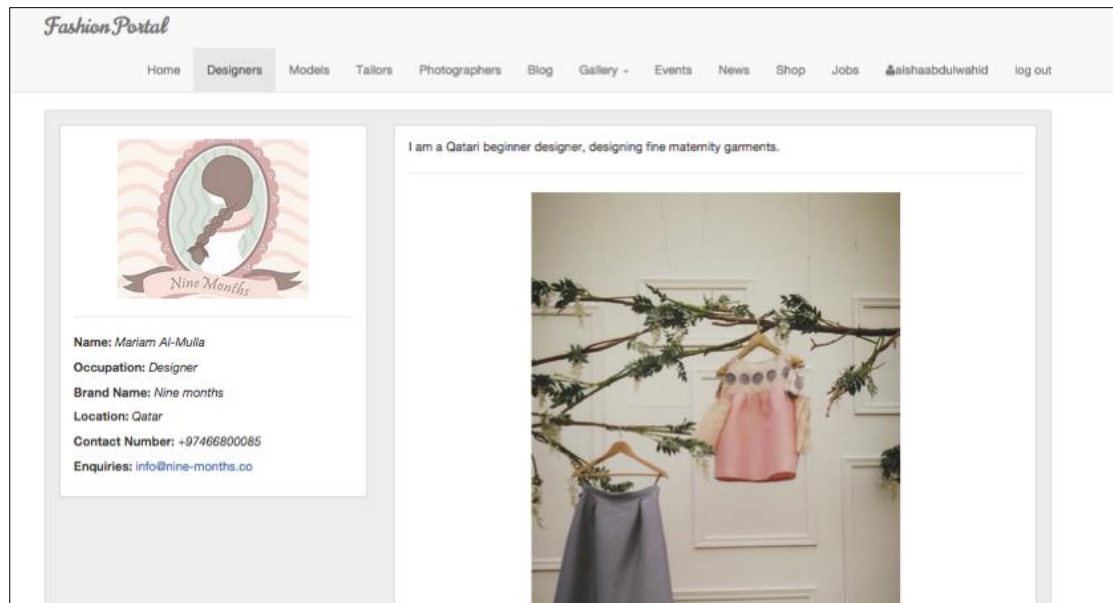 Fashion Portal
Home Designers Models Tailors Photographers Blog Gallery Events News Shop Jobs aishaabdulwahid log out
I am a Qatari beginner designer, designing fine maternity garments.
Nine Months
Name: Mariam Al-Mulla
Occupation: Designer
Brand Name: Nine months
Location: Qatar
Contact Number: +97466800085
Enquiries: info@nine-months.co